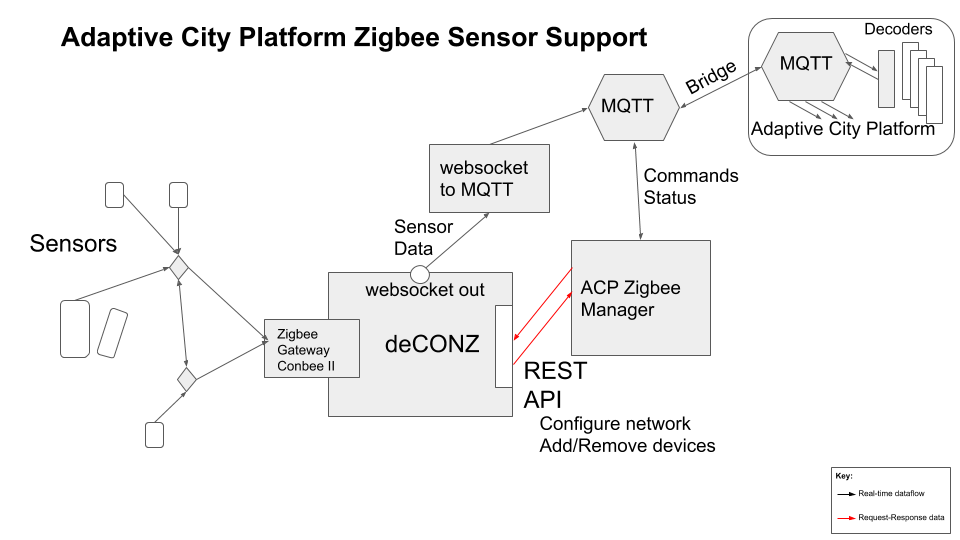 Adaptive City Platform Zigbee Sensor Support
Decoders
MQTT
Bridge
MQTT
Adaptive City Platform
websocket
to MQTT
Commands
Status
Sensor
Data
Sensors
websocket out
ACP Zigbee
Manager
Zigbee
Gateway
Conbee II
deCONZ
REST
API
Configure network
Add/Remove devices
Key:
Real-time dataflow
Request-Response data